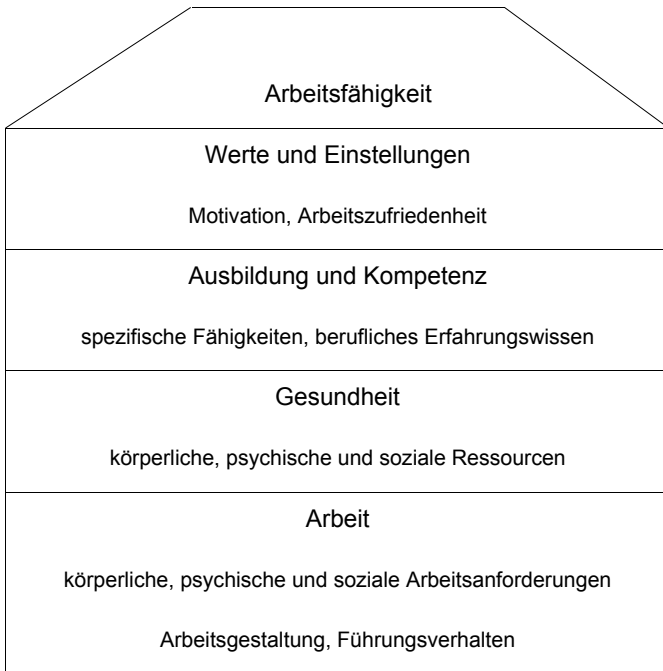 Arbeitsfähigkeit
Werte und Einstellungen
Motivation, Arbeitszufriedenheit
Ausbildung und Kompetenz
spezifische Fähigkeiten, berufliches Erfahrungswissen
Gesundheit
körperliche, psychische und soziale Ressourcen
Arbeit
körperliche, psychische und soziale Arbeitsanforderungen
Arbeitsgestaltung, Führungsverhalten